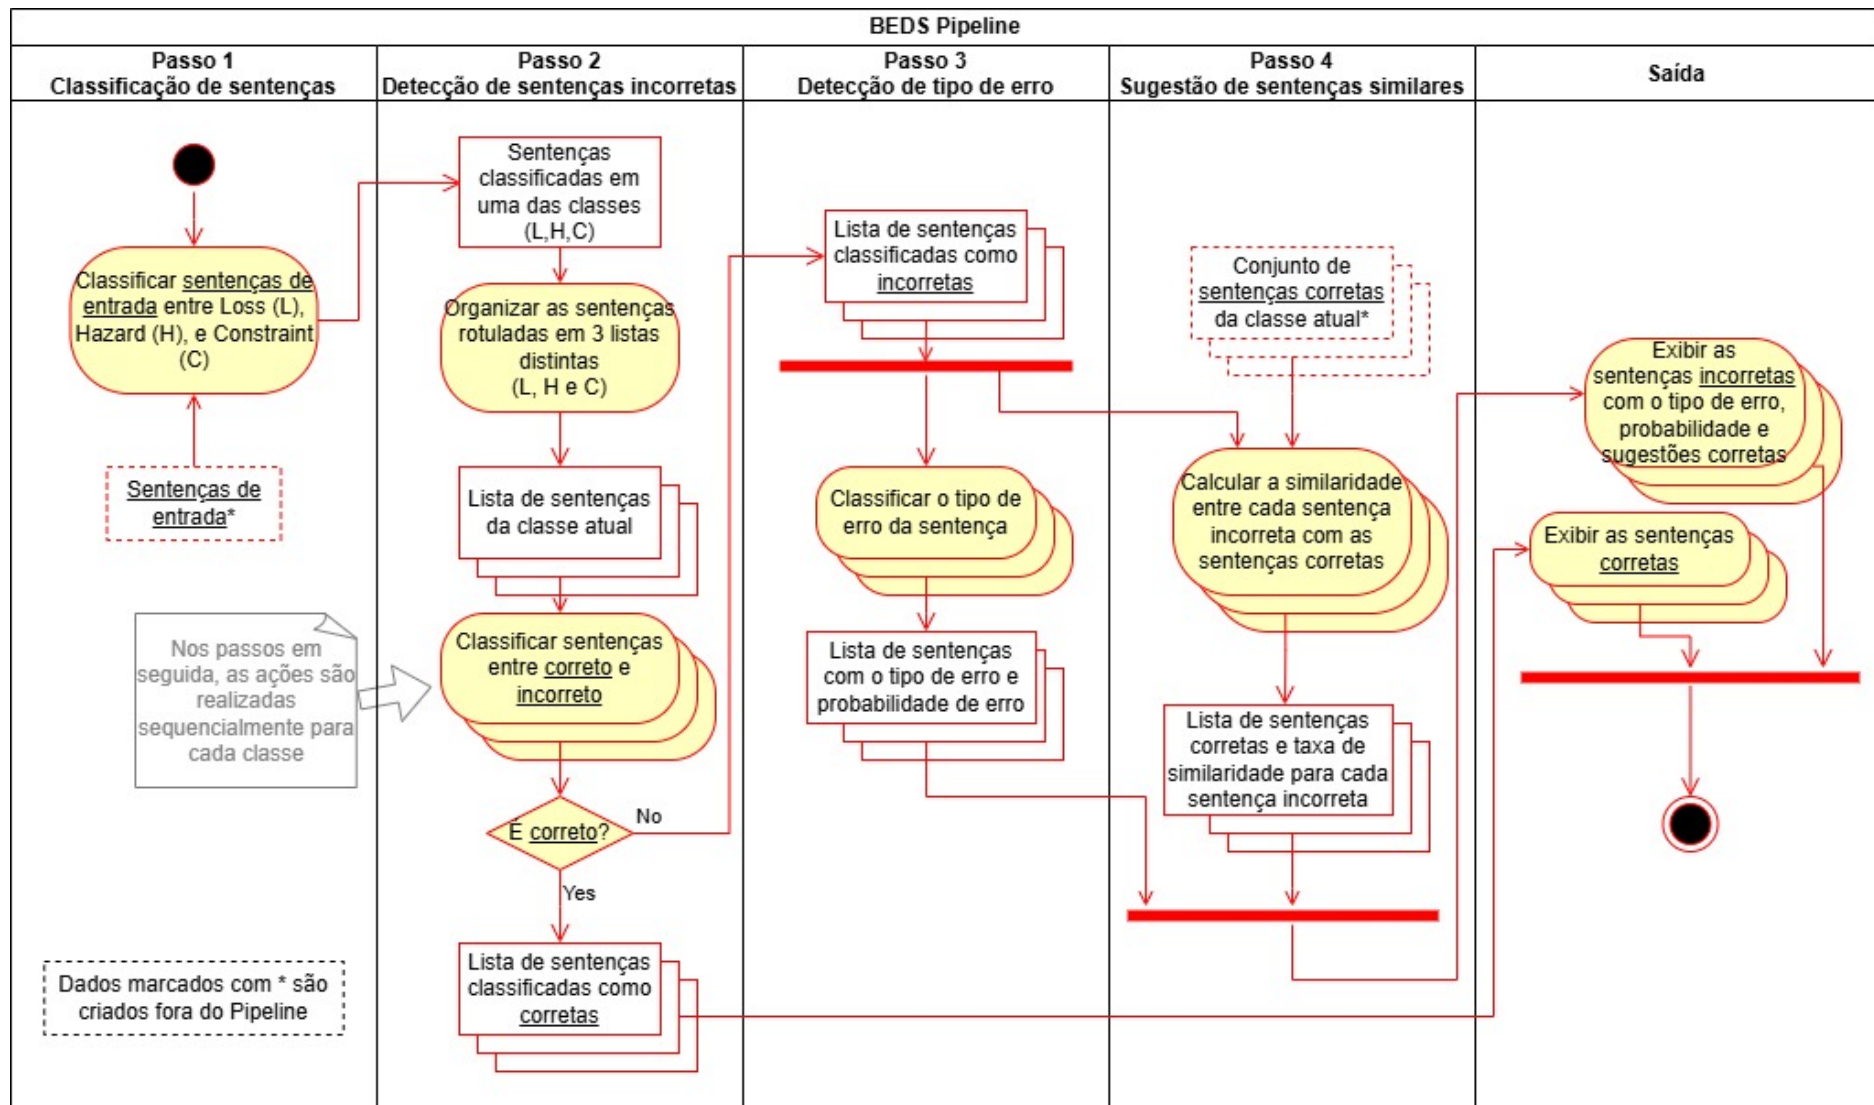 BEDS Pipeline
Passo 1
Classificação de sentenças
Passo 2
Detecção de sentenças incorretas
Passo 3
Detecção de tipo de erro
Passo 4
Sugestão de sentenças similares
Saída
Classificar sentenças de
entrada entre Loss (L),
Hazard (H), e Constraint
(C)
Sentenças de
entrada*
Nos passos em
seguida, as ações são
realizadas
sequencialmente para
cada classe
Dados marcados com * são
criados fora do Pipeline
Sentenças
classificadas em
uma das classes
(L,H,C)
Organizar as sentenças
rotuladas em 3 listas
distintas
(L, H e C)
Lista de sentenças
da classe atual
Classificar sentenças
entre correto e
incorreto
É correto?
No
Yes
Lista de sentenças
classificadas como
corretas
Lista de sentenças
classificadas como
incorretas
Classificar o tipo de
erro da sentença
Lista de sentenças
com o tipo de erro e
probabilidade de erro
Conjunto de
sentenças corretas
da classe atual*
Calcular a similaridade
entre cada sentença
incorreta com as
sentenças corretas
Lista de sentenças
corretas e taxa de
similaridade para cada
sentença incorreta
Exibir as
sentenças incorretas
com o tipo de erro,
probabilidade e
sugestões corretas
Exibir as sentenças
corretas